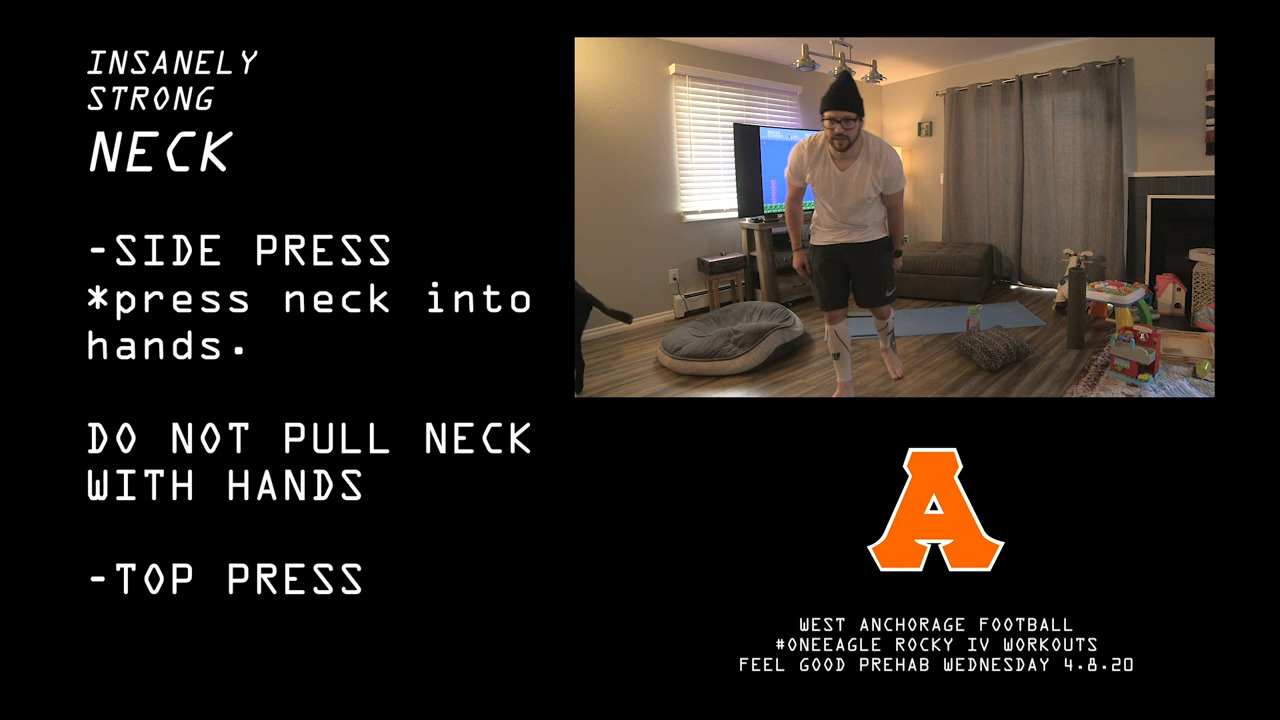 INSANELY
STRONG
NECK
-SIDE PRESS
*press neck into
hands.
DO NOT PULL NECK
WITH HANDS
-TOP PRESS
A
WEST ANCHORAGE FOOTBALL
#ONEEAGLE ROCKY IV WORKOUTS
FEEL GOOD PREHAB WEDNESDAY 4.8.20